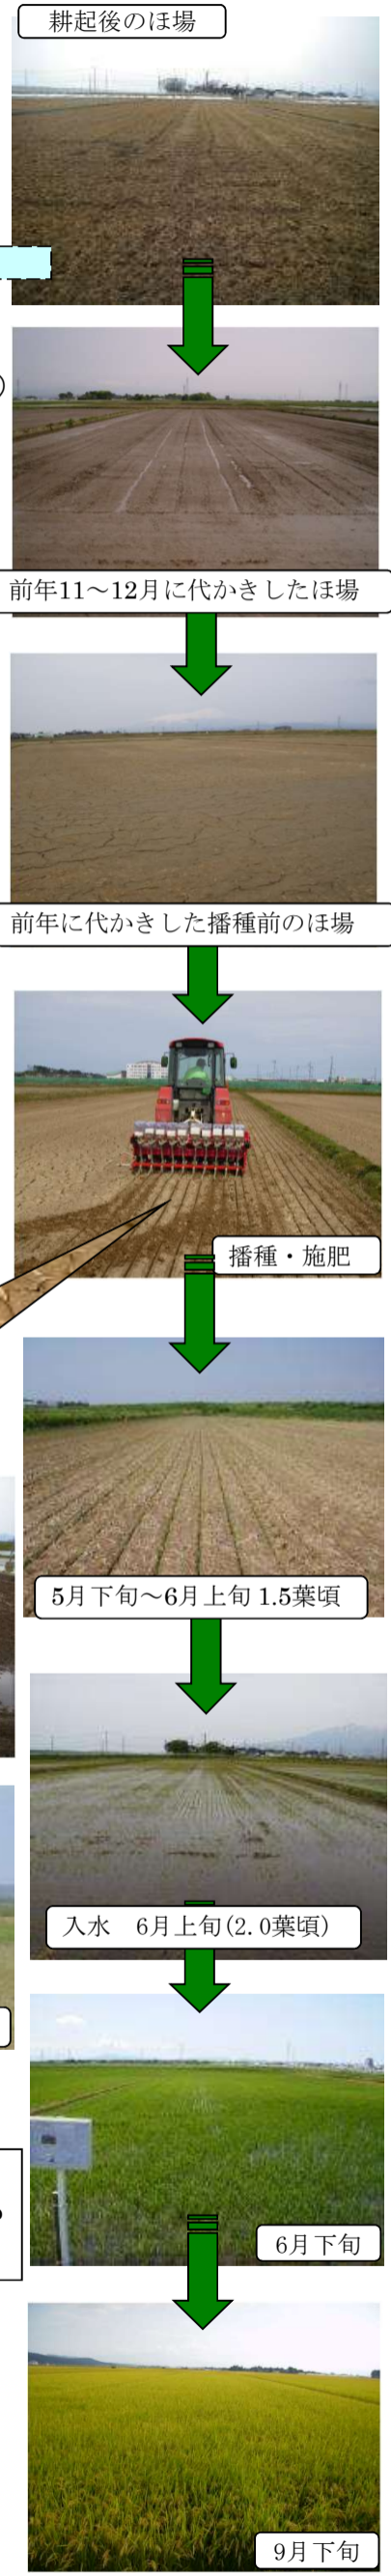 耕起後のほ場
前年11～12月に代かきしたほ場
前年に代かきした播種前のほ場
播種・施肥
5月下旬～6月上旬 1.5葉頃
入水　6月上旬(2.0葉頃)
6月下旬
9月下旬